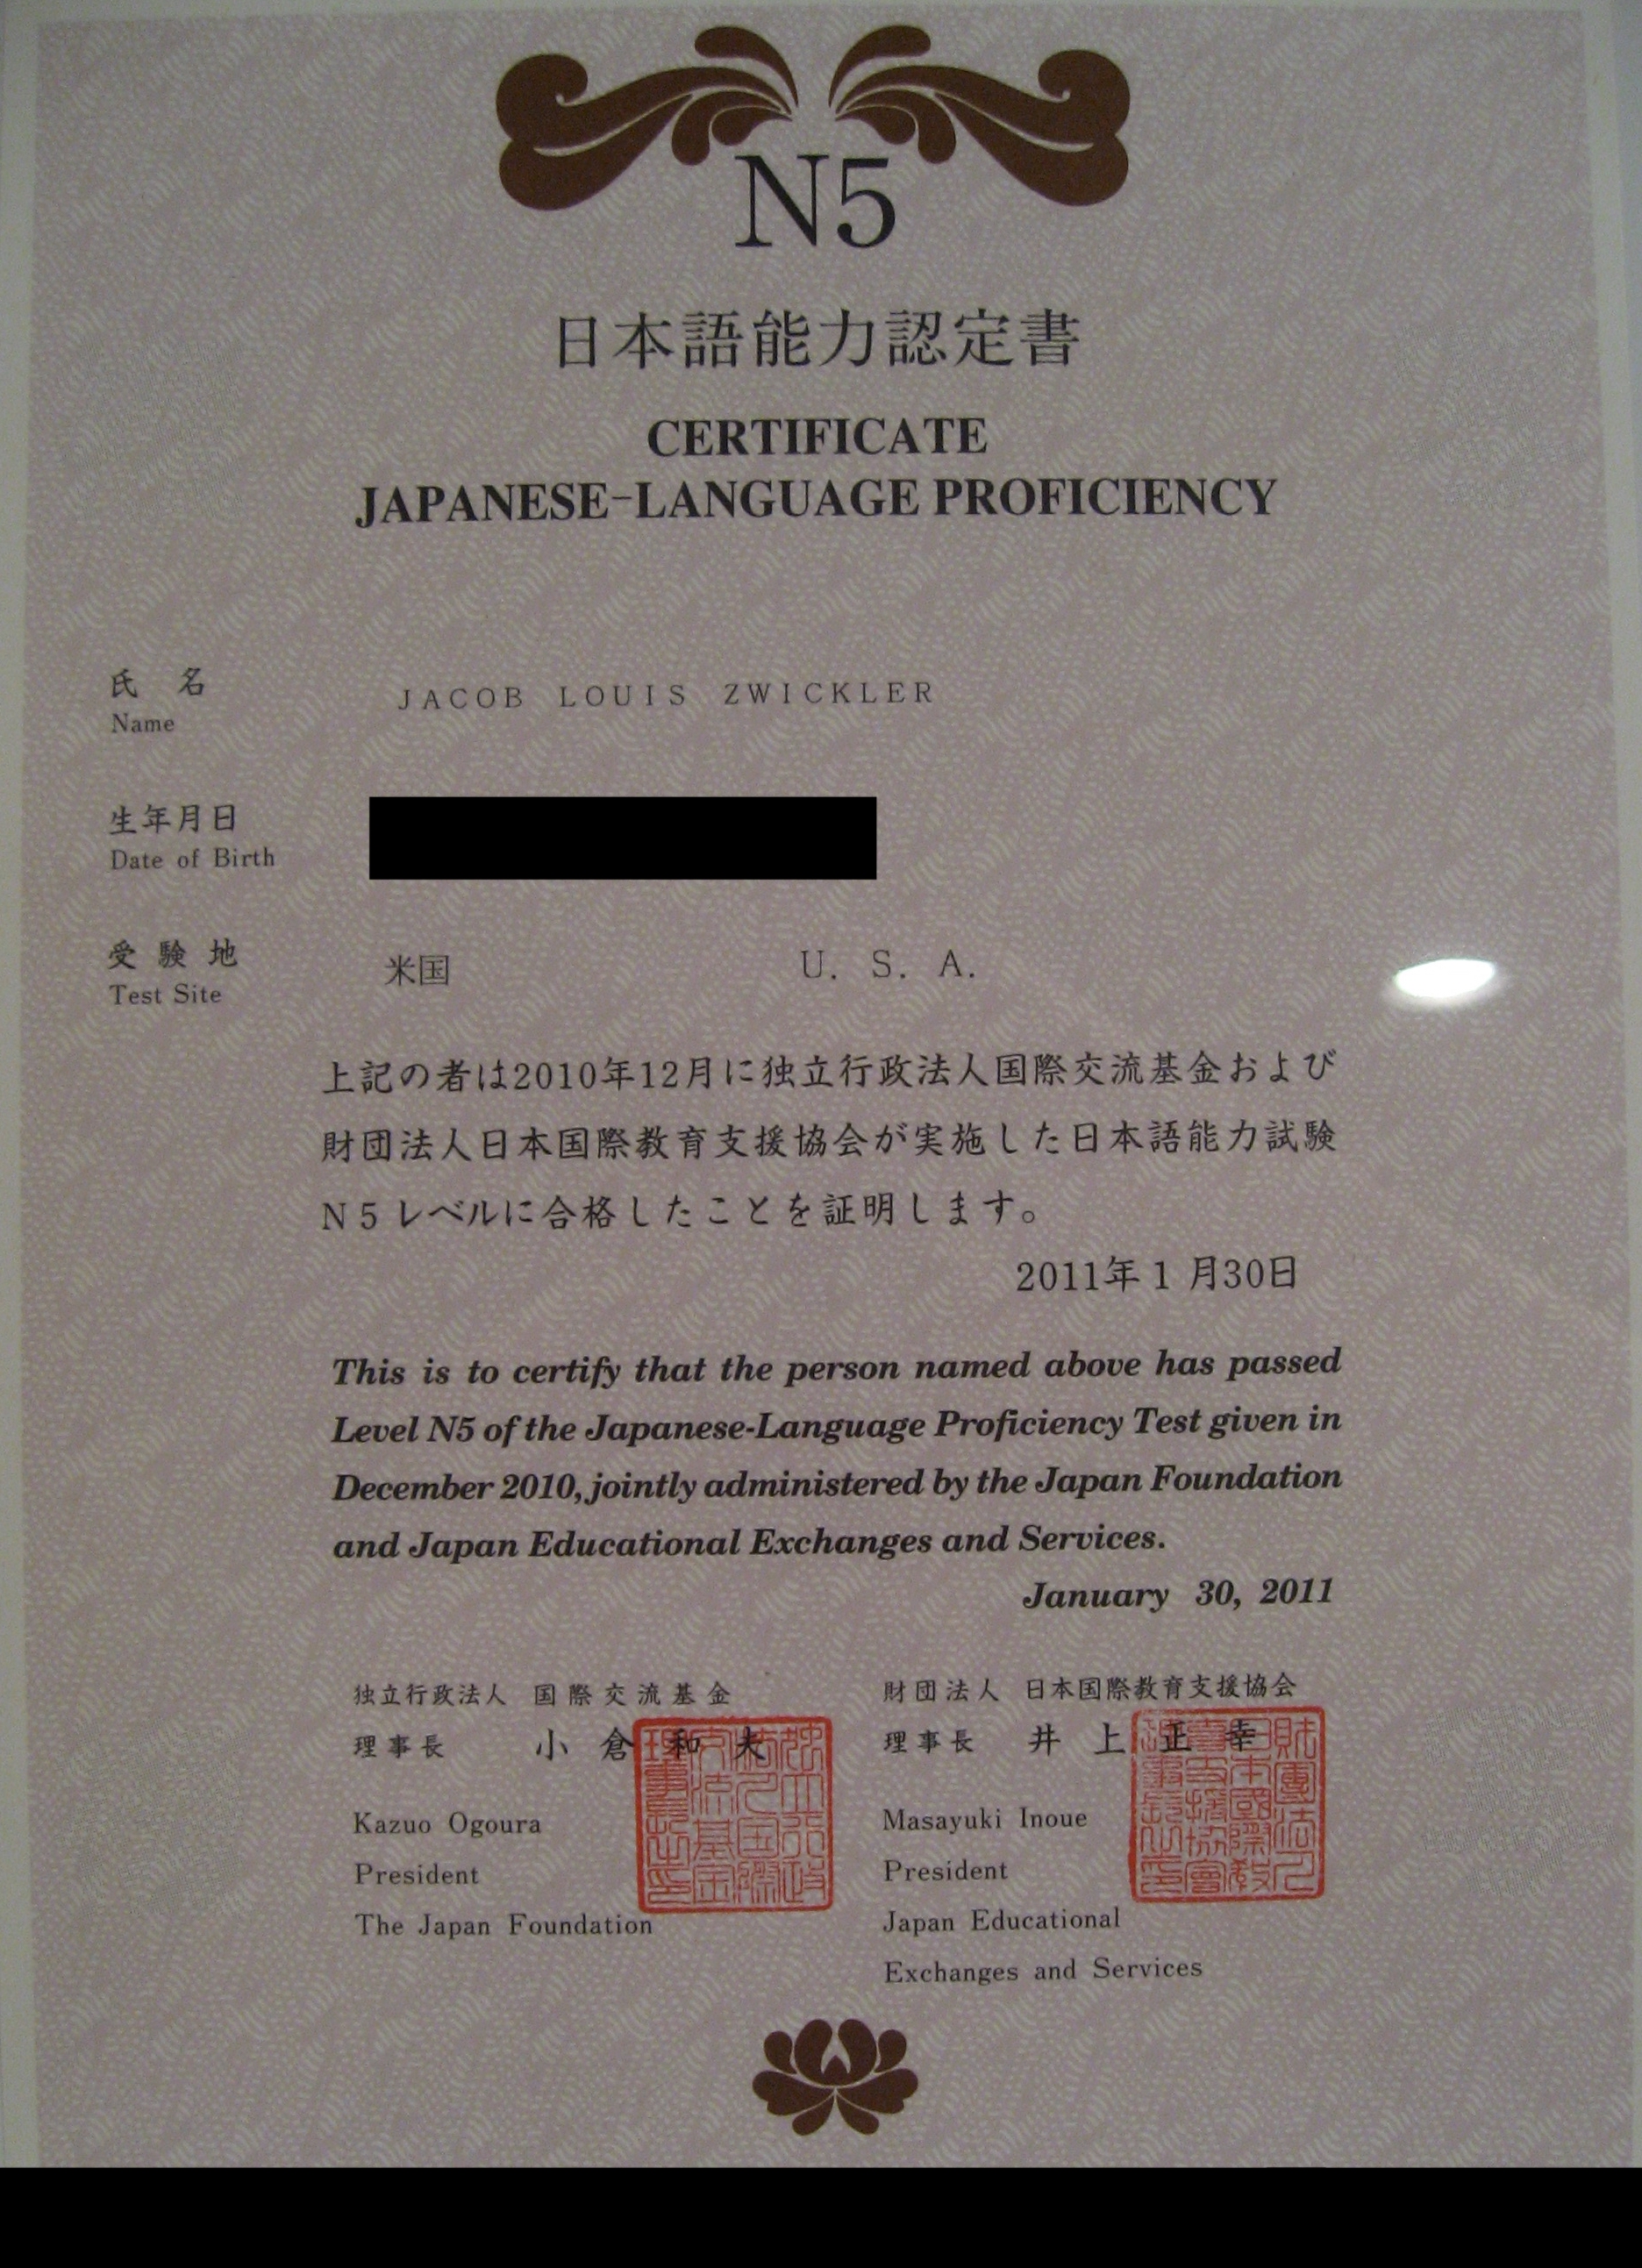 N5
日本語能力認定書
CERTIFICATE
JAPANESE-LANGUAGE PROFICIENCY
氏 名 JACOB LOUIS ZWICKLER
Name
生年月日
Date of Birth
受験地 米国 U. S. A.
Test Site
上記の者は2010年12月に独立行政法人国際交流基金および
財団法人日本国際教育支援協会が実施した日本語能力試験
N5レベルに合格したことを証明します。
2011年1月30日
This is to certify that the person named above has passed
Level N5 of the Japanese-Language Proficiency Test given in
December 2010, jointly administered by the Japan Foundation
and Japan Educational Exchanges and Services.
January 30, 2011
独立行政法人 国際交流基金
理事長 小倉和夫
Kazuo Ogoura
President
The Japan Foundation
財団法人 日本国際教育支援協会
理事長 井上正幸
Masayuki Inoue
President
Japan Educational
Exchanges and Services